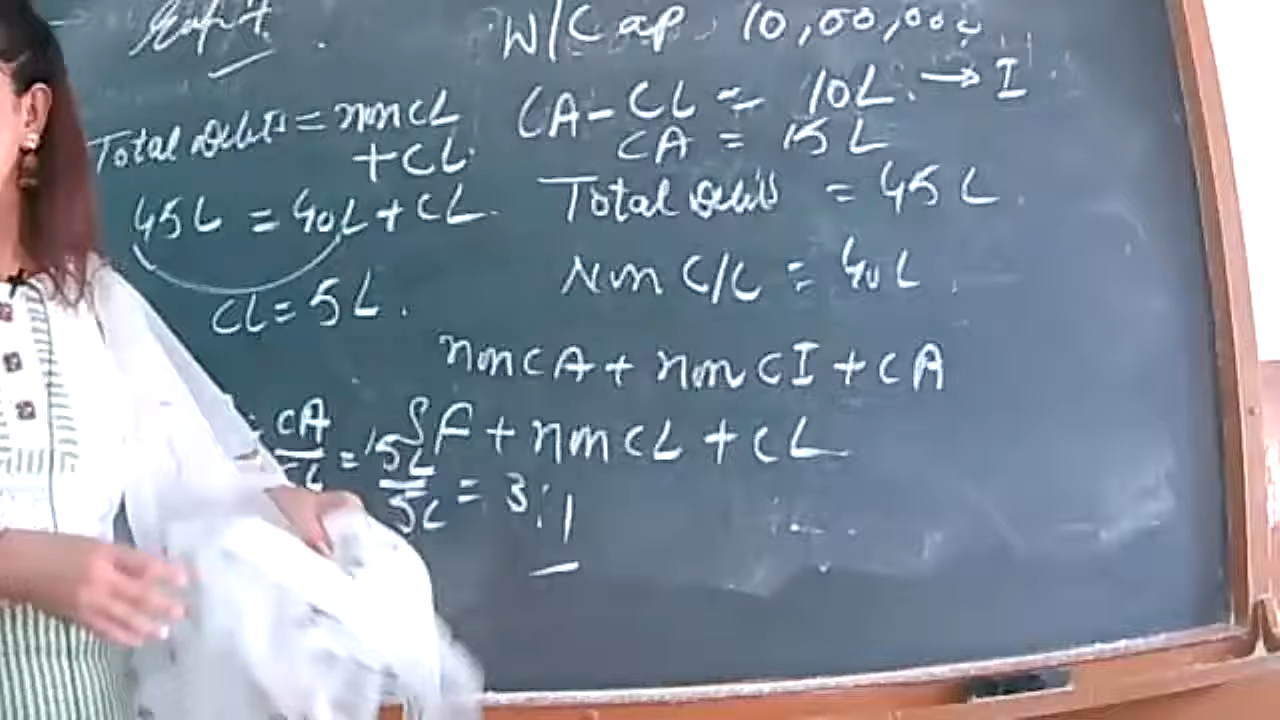 W/Cap 10,00,000
CA - CL = 10L. → I
CA = 15L
Total Debts = 45L.
Non C/L = 40L.
Total Debts = non CL
+ CL.
45L = 40L + CL.
CL = 5L.
non CA + non CI + CA
SF + non CL + CL
CA = 15L = 3:1
5L